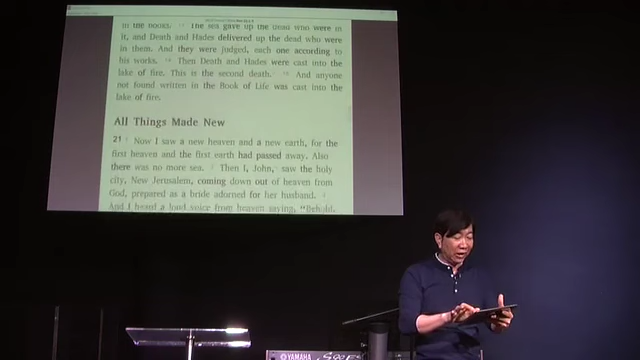 in the books. The sea gave up the dead who were in
it, and Death and Hades delivered up the dead who were
in them. And they were judged, each one according to
his works. Then Death and Hades were cast into the
lake of fire. This is the second death. And anyone
not found written in the Book of Life was cast into the
lake of fire.
All Things Made New
21 Now I saw a new heaven and a new earth, for the
first heaven and the first earth had passed away. Also
there was no more sea. Then I, John, saw the holy
city, New Jerusalem, coming down out of heaven from
God, prepared as a bride adorned for her husband.
And I heard a loud voice from heaven saying, "Behold,
YAMAHA